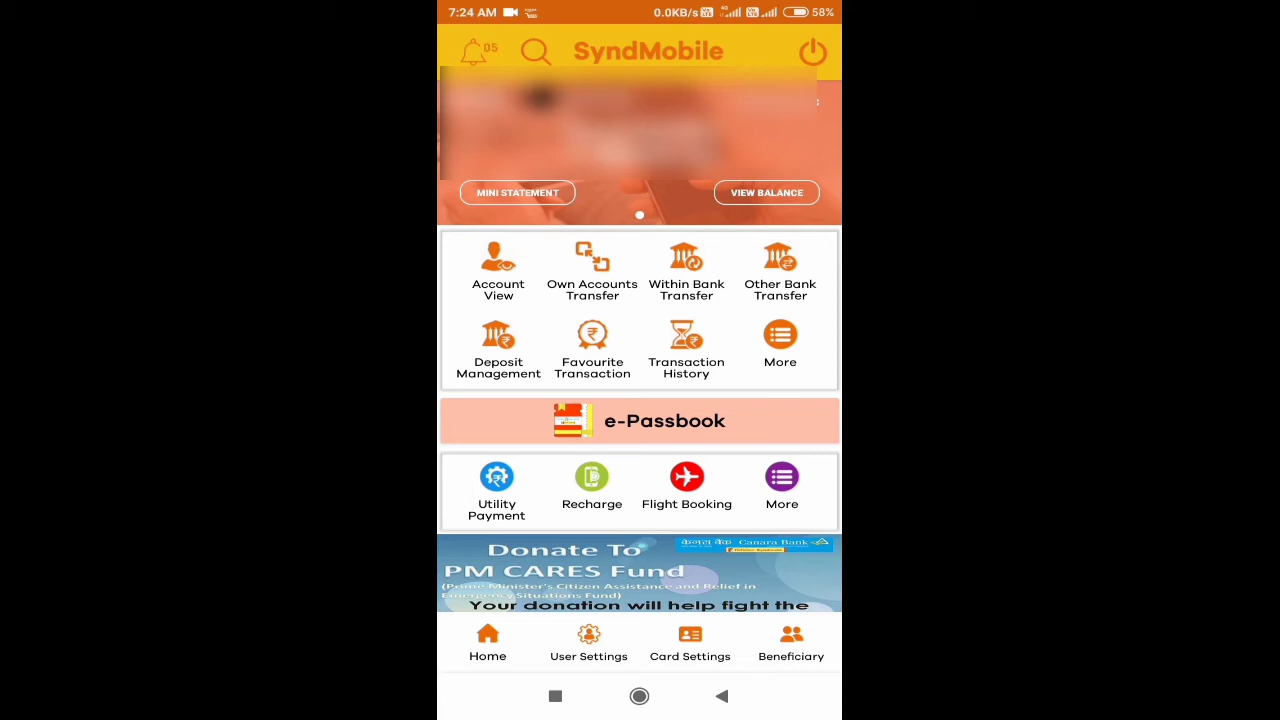 7:24 AM
0.0KB/s
4G
58%
05
SyndMobile
MINI STATEMENT
VIEW BALANCE
Account
View
Own Accounts
Transfer
Within Bank
Transfer
Other Bank
Transfer
Deposit
Management
Favourite
Transaction
Transaction
History
More
e-Passbook
Utility
Payment
Recharge
Flight Booking
More
केनरा बैंक Canara Bank
Donate To
PM CARES Fund
(Prime Minister's Citizen Assistance and Relief in
Emergency Situations Fund)
Your donation will help fight the
Home
User Settings
Card Settings
Beneficiary